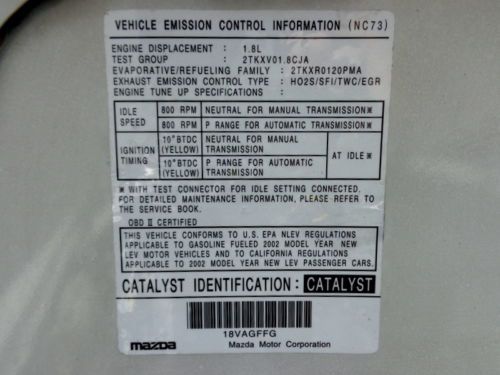 VEHICLE EMISSION CONTROL INFORMATION (NC73)
ENGINE DISPLACEMENT : 1.8L
TEST GROUP : 2TKXV01.8CJA
EVAPORATIVE/REFUELING FAMILY : 2TKXR0120PMA
EXHAUST EMISSION CONTROL TYPE : HO2S/SFI/TWC/EGR
ENGINE TUNE UP SPECIFICATIONS :
IDLE SPEED 800 RPM NEUTRAL FOR MANUAL TRANSMISSION※
800 RPM P RANGE FOR AUTOMATIC TRANSMISSION※
IGNITION TIMING 10°BTDC (YELLOW) NEUTRAL FOR MANUAL TRANSMISSION AT IDLE※
10°BTDC (YELLOW) P RANGE FOR AUTOMATIC TRANSMISSION
※ WITH TEST CONNECTOR FOR IDLE SETTING CONNECTED.
FOR DETAILED MAINTENANCE INFORMATION, PLEASE REFER TO
THE SERVICE BOOK.
OBD II CERTIFIED
THIS VEHICLE CONFORMS TO U.S. EPA NLEV REGULATIONS
APPLICABLE TO GASOLINE FUELED 2002 MODEL YEAR NEW
LEV MOTOR VEHICLES AND TO CALIFORNIA REGULATIONS
APPLICABLE TO 2002 MODEL YEAR NEW LEV PASSENGER CARS.
CATALYST IDENTIFICATION : CATALYST
18VAGFFG
mazda Mazda Motor Corporation